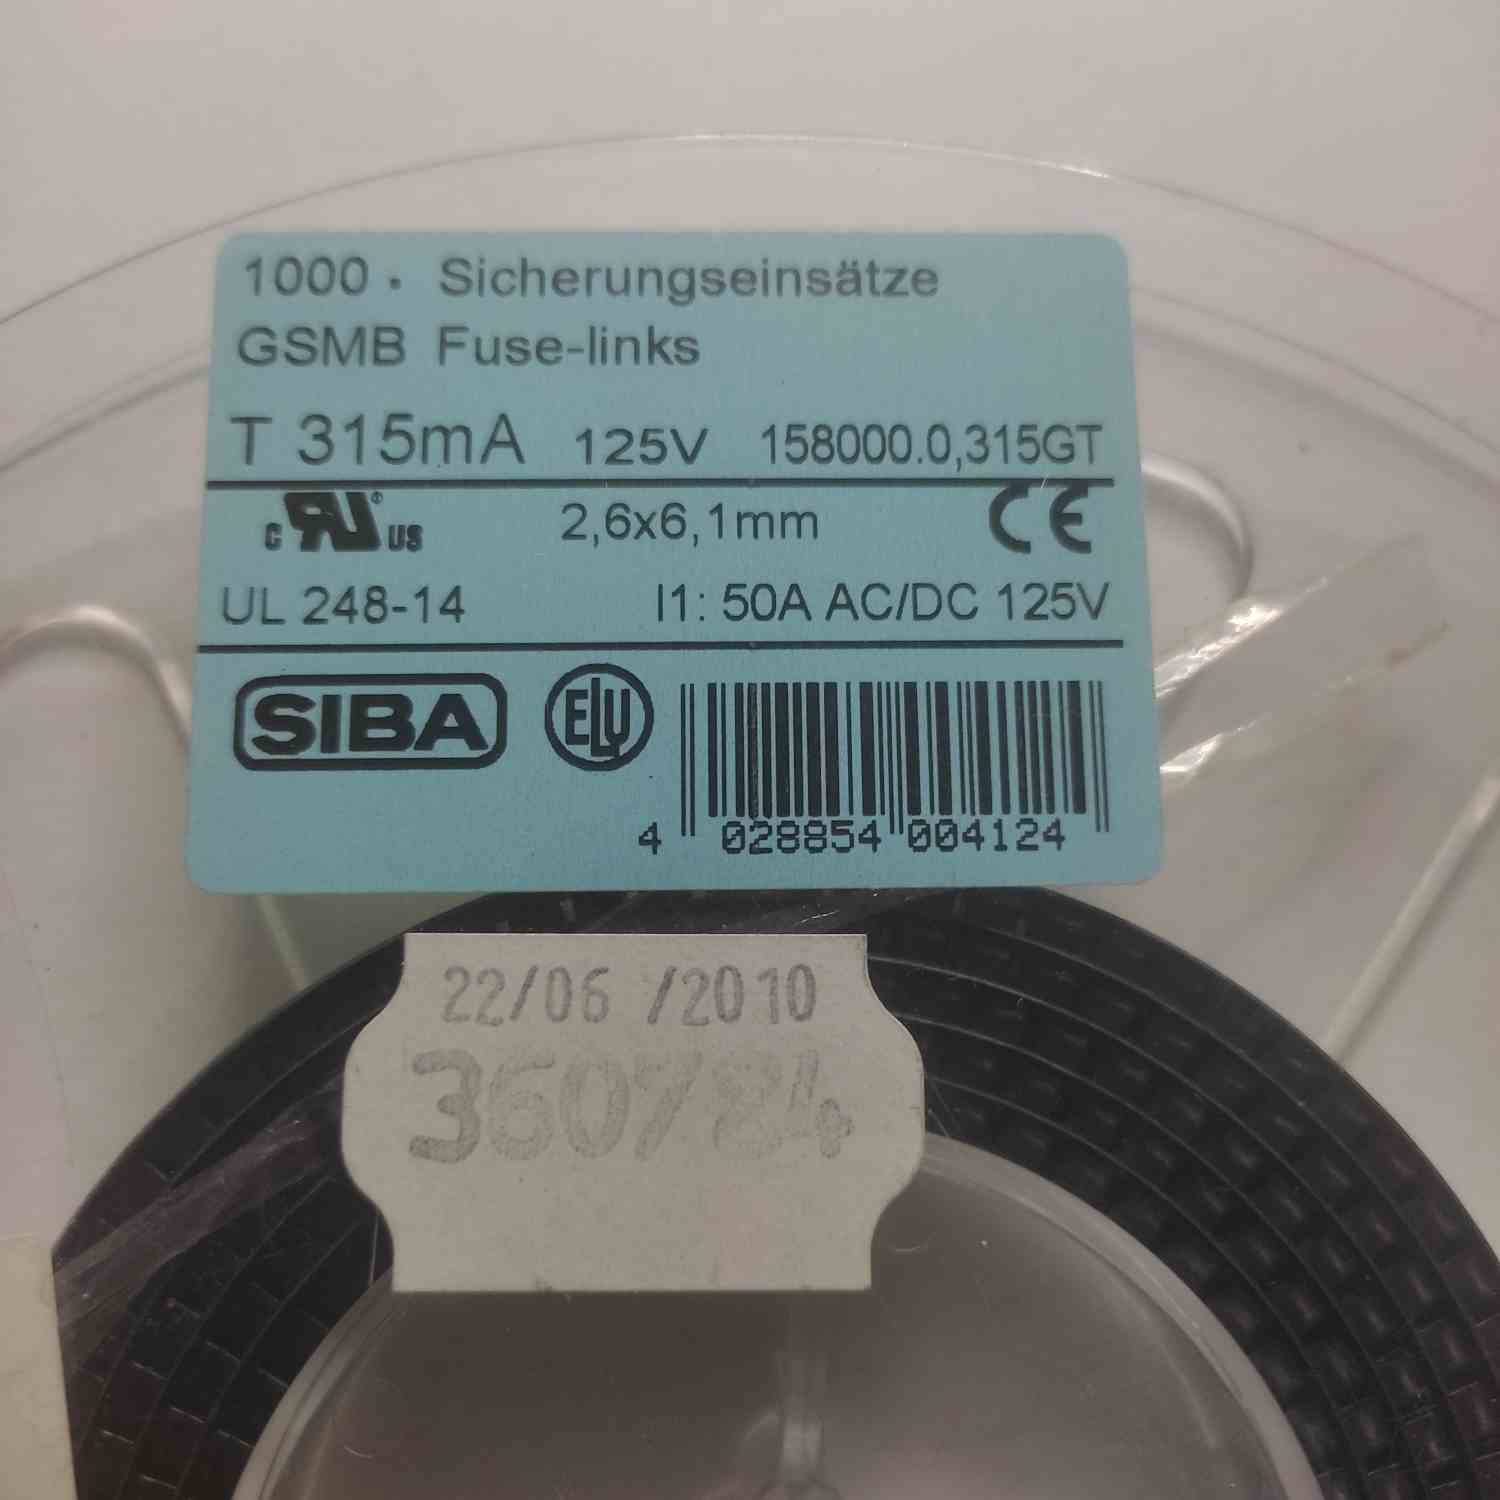 1000 · Sicherungseinsätze
GSMB Fuse-links
T 315mA 125V 158000.0,315GT
c RU® US 2,6x6,1mm CE
UL 248-14 I1: 50A AC/DC 125V
SIBA ELU
4 028854 004124
22/06 /2010
360784